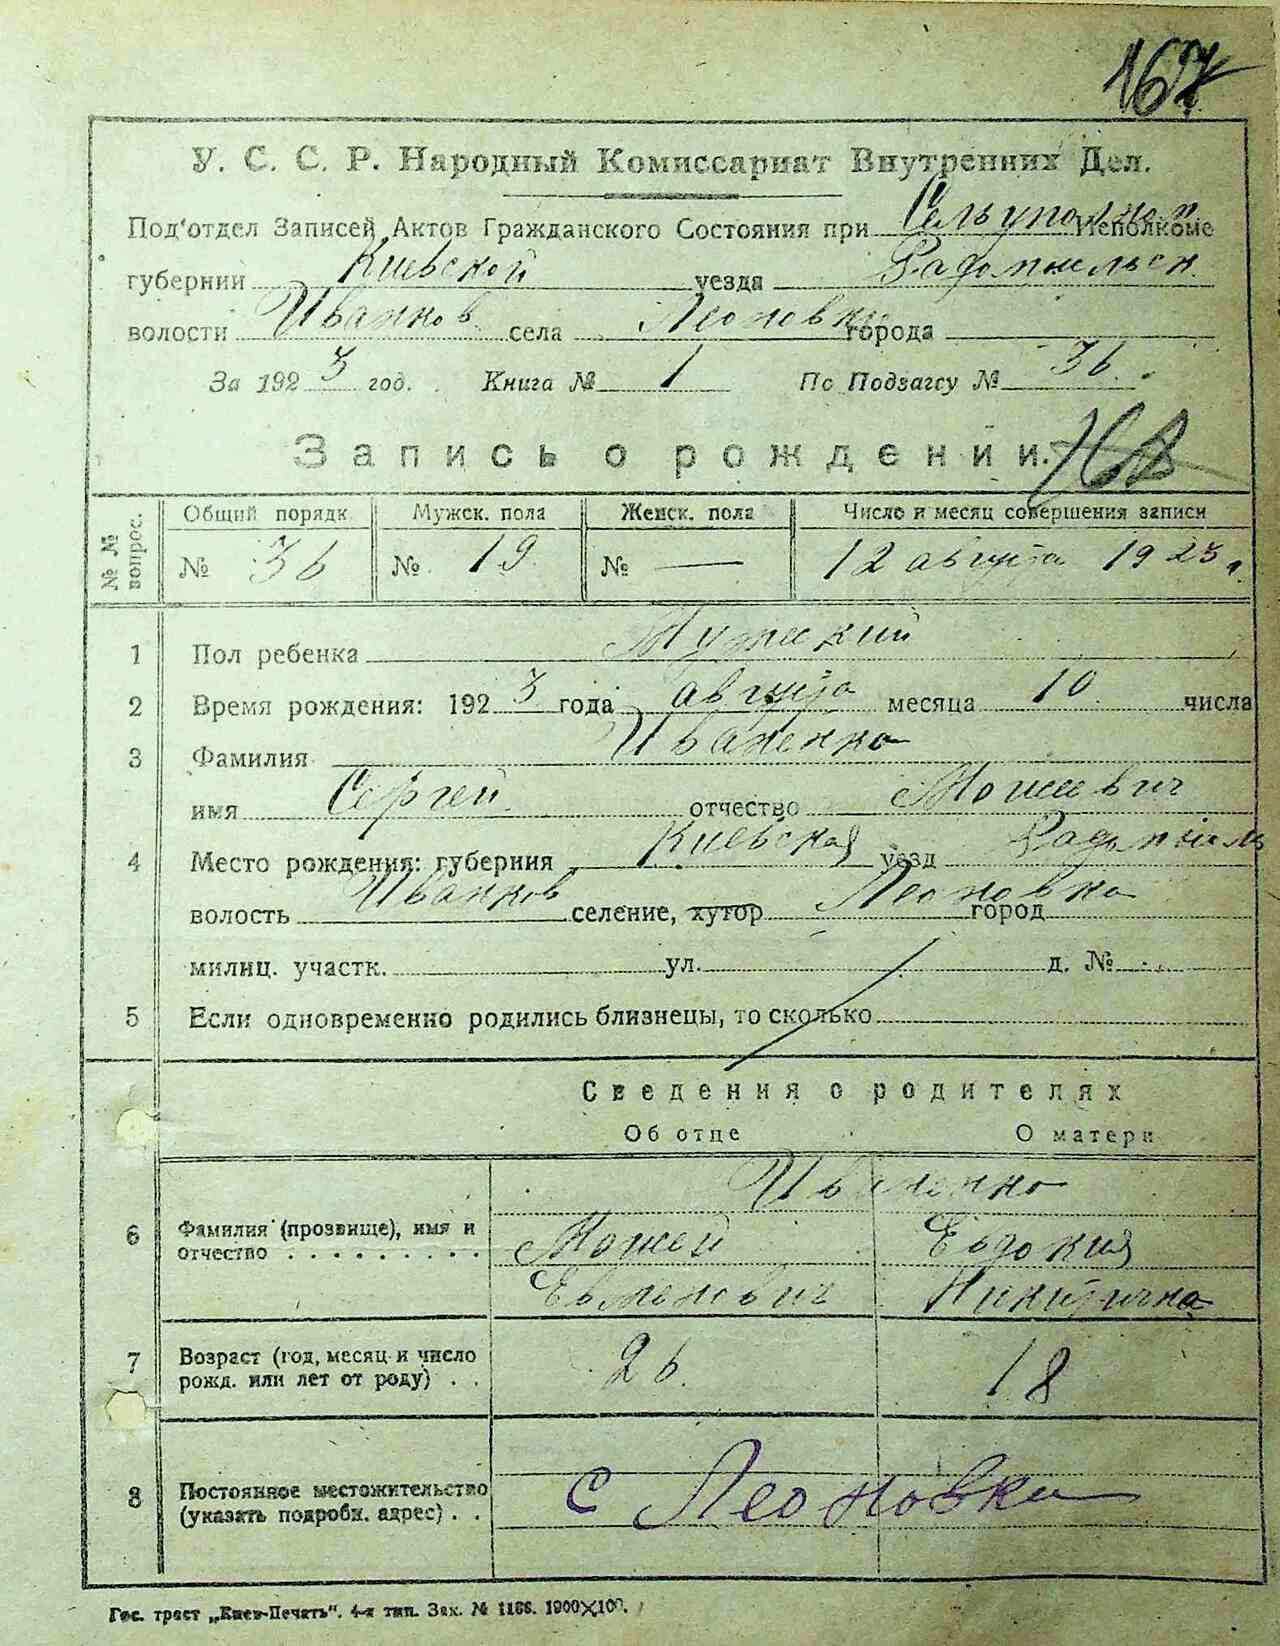 167
У. С. С. Р. Народный Комиссариат Внутренних Дел.
Под'отдел Записей Актов Гражданского Состояния при Сельуполном Исполкоме
губернии Киевской уезда Радомысльск
волости Иванков села Леоновки города
За 1923 год. Книга № 1 По Подзагсу № 36
Запись о рождении. 168
№ № вопрос. Общий порядк Мужск. пола Женск. пола Число и месяц совершения записи
№ 36 № 19 № — 12 августа 1923 г.
1 Пол ребенка Мужский
2 Время рождения: 1923 года августа месяца 10 числа
3 Фамилия Иваненко
имя Сергей отчество Мойшевич
4 Место рождения: губерния Киевская уезд Радомысль
волость Иванков селение, хутор Леоновка город
милиц. участк. ул. д. №
5 Если одновременно родились близнецы, то сколько
Сведения о родителях
Об отце О матери
Иваненко
6 Фамилия (прозвище), имя и отчество Евдокия
Евменович Никитична
7 Возраст (год, месяц и число рожд. или лет от роду) 26 18
8 Постоянное местожительство (указать подробн. адрес) с Леоновка
Гос. трест „Киев-Печать". 4-я тип. Зак. № 1166. 1900×100.